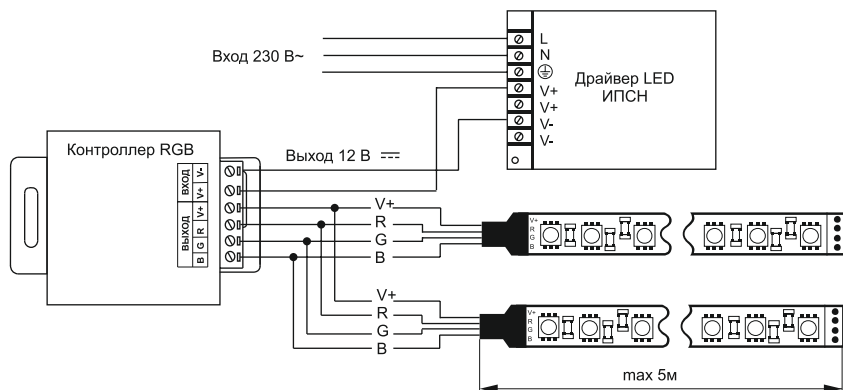 Вход 230 В~
L
N
V+
V+
V-
V-
Драйвер LED
ИПСН
Контроллер RGB
Выход 12 В
ВХОД
V-
V+
ВЫХОД
V+
R
G
B
V+
R
G
B
V+
R
G
B
V+
R
G
B
V+
R
G
B
max 5м